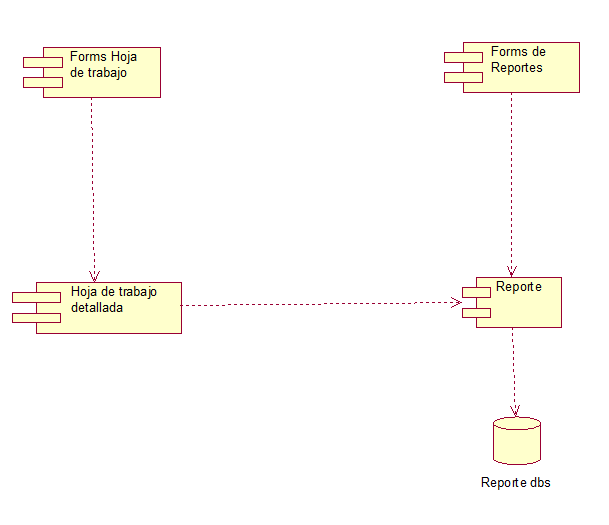 Forms Hoja
de trabajo
Forms de
Reportes
Hoja de trabajo
detallada
Reporte
Reporte dbs